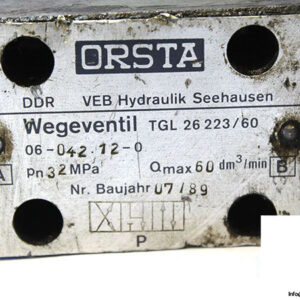 ORSTA
DDR VEB Hydraulik Seehausen
Wegeventil TGL 26 223/60
06-042.12-0
A Pn 32 MPa Qmax 60 dm³/min B
Nr. Baujahr 07/89
P